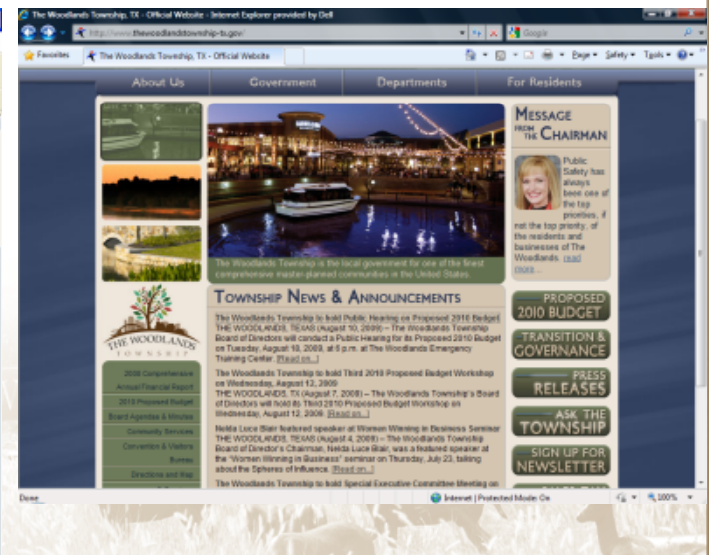 The Woodlands Township, TX - Official Website - Internet Explorer provided by Dell
http://www.thewoodlandstownship-tx.gov/
Google
Favorites
The Woodlands Township, TX - Official Website
Page Safety Tools
About Us Government Departments For Residents
MESSAGE
FROM THE CHAIRMAN
Public
Safety has
always
been one of
the top
priorities, if
not the top priority, of
the residents and
businesses of The
Woodlands. read
more...
The Woodlands Township is the local government for one of the finest
comprehensive master-planned communities in the United States.
THE WOODLANDS
TOWNSHIP
2008 Comprehensive
Annual Financial Report
2010 Proposed Budget
Board Agendas & Minutes
Community Services
Convention & Visitors
Bureau
Directions and Map
TOWNSHIP NEWS & ANNOUNCEMENTS
The Woodlands Township to hold Public Hearing on Proposed 2010 Budget
THE WOODLANDS, TEXAS (August 10, 2009) – The Woodlands Township
Board of Directors will conduct a Public Hearing for its Proposed 2010 Budget
on Tuesday, August 18, 2009, at 6 p.m. at The Woodlands Emergency
Training Center. [Read on...]
The Woodlands Township to hold Third 2010 Proposed Budget Workshop
on Wednesday, August 12, 2009
THE WOODLANDS, TX (August 7, 2009) – The Woodlands Township's Board
of Directors will hold its Third 2010 Proposed Budget Workshop on
Wednesday, August 12, 2009. [Read on...]
Nelda Luce Blair featured speaker at Women Winning in Business Seminar
THE WOODLANDS, TEXAS (August 4, 2009) – The Woodlands Township
Board of Director's Chairman, Nelda Luce Blair, was a featured speaker at
the "Women Winning in Business" seminar on Thursday, July 23, talking
about the Spheres of Influence. [Read on...]
The Woodlands Township to hold Special Executive Committee Meeting on
PROPOSED
2010 BUDGET
TRANSITION &
GOVERNANCE
PRESS
RELEASES
ASK THE
TOWNSHIP
SIGN UP FOR
NEWSLETTER
Done
Internet | Protected Mode: On
100%